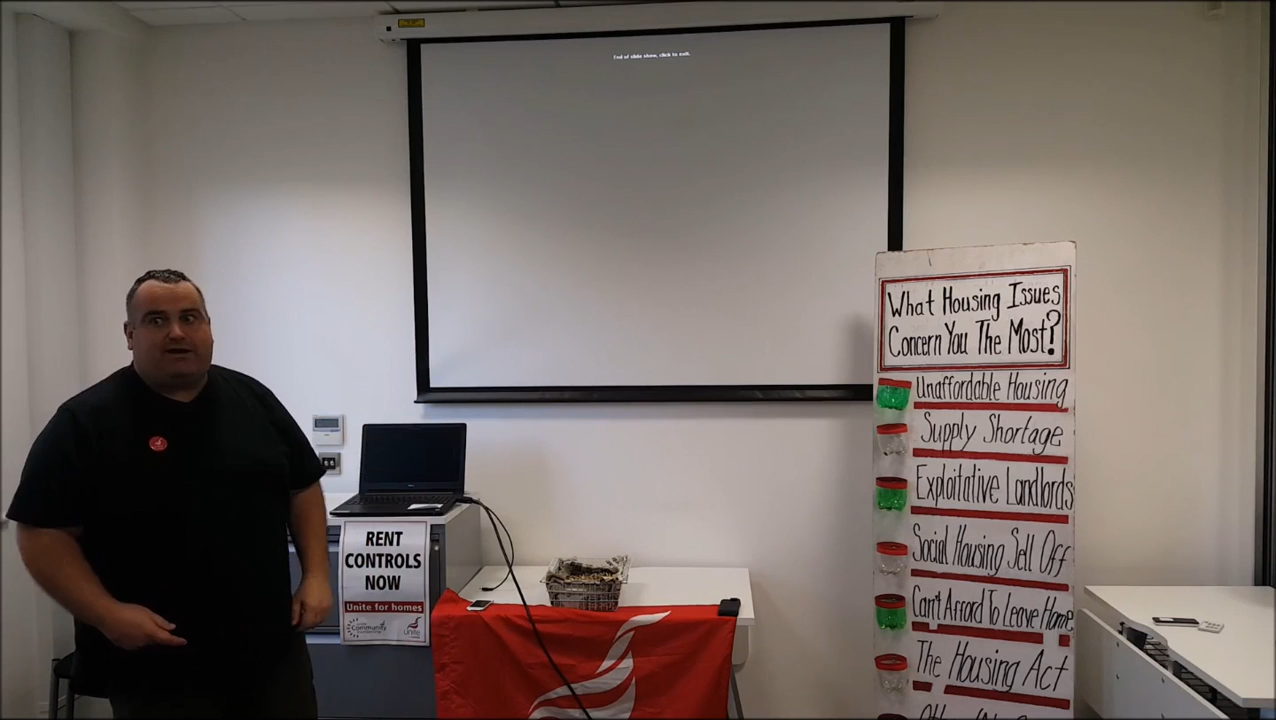 End of slide show, click to exit.
What Housing Issues
Concern You The Most?
Unaffordable Housing
Supply Shortage
Exploitative Landlords
Social Housing Sell Off
Can't Afford To Leave Home
The Housing Act
RENT
CONTROLS
NOW
Unite for homes
Community
unite